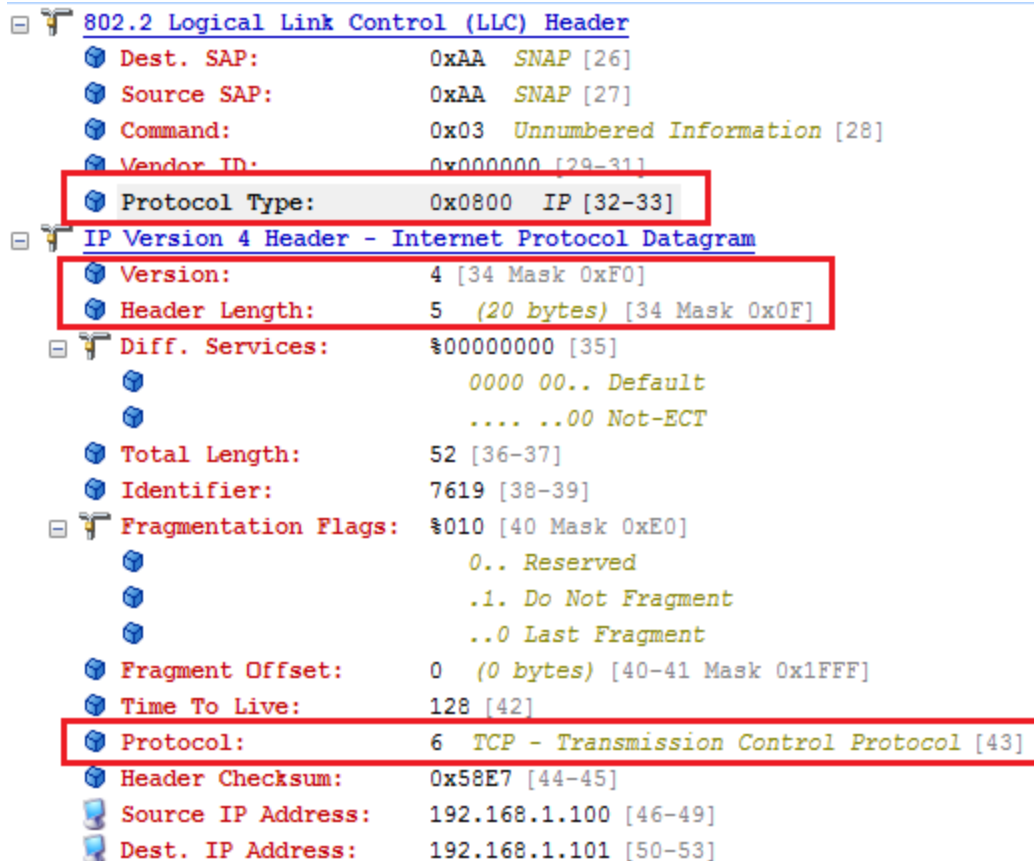 802.2 Logical Link Control (LLC) Header
Dest. SAP: 0xAA SNAP [26]
Source SAP: 0xAA SNAP [27]
Command: 0x03 Unnumbered Information [28]
Vendor ID: 0x000000 [29-31]
Protocol Type: 0x0800 IP [32-33]
IP Version 4 Header - Internet Protocol Datagram
Version: 4 [34 Mask 0xF0]
Header Length: 5 (20 bytes) [34 Mask 0x0F]
Diff. Services: %00000000 [35]
0000 00.. Default
.... ..00 Not-ECT
Total Length: 52 [36-37]
Identifier: 7619 [38-39]
Fragmentation Flags: %010 [40 Mask 0xE0]
0.. Reserved
.1. Do Not Fragment
..0 Last Fragment
Fragment Offset: 0 (0 bytes) [40-41 Mask 0x1FFF]
Time To Live: 128 [42]
Protocol: 6 TCP - Transmission Control Protocol [43]
Header Checksum: 0x58E7 [44-45]
Source IP Address: 192.168.1.100 [46-49]
Dest. IP Address: 192.168.1.101 [50-53]